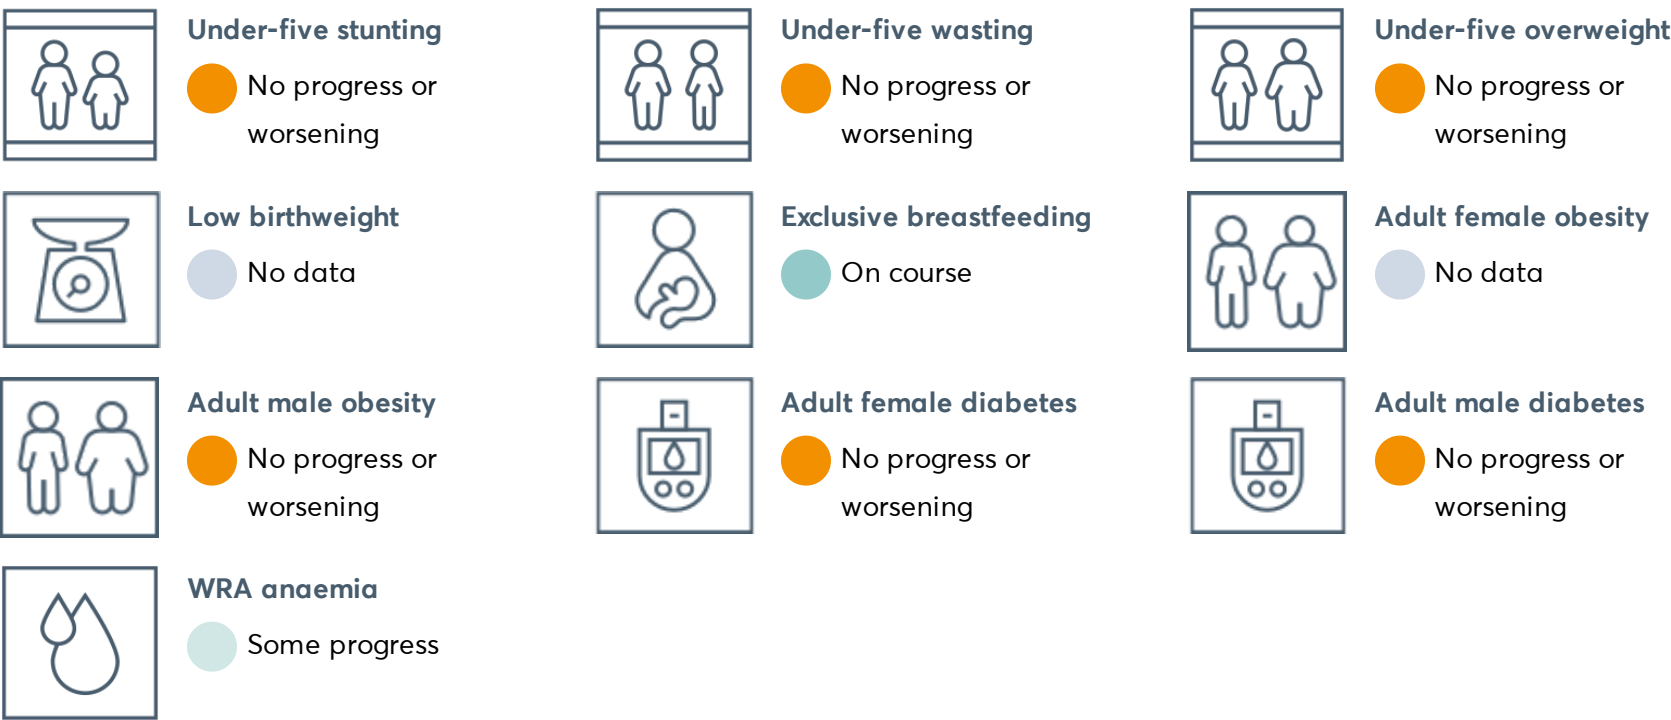 Under-five stunting
No progress or
worsening
Under-five wasting
No progress or
worsening
Under-five overweight
No progress or
worsening
Low birthweight
No data
Exclusive breastfeeding
On course
Adult female obesity
No data
Adult male obesity
No progress or
worsening
Adult female diabetes
No progress or
worsening
Adult male diabetes
No progress or
worsening
WRA anaemia
Some progress